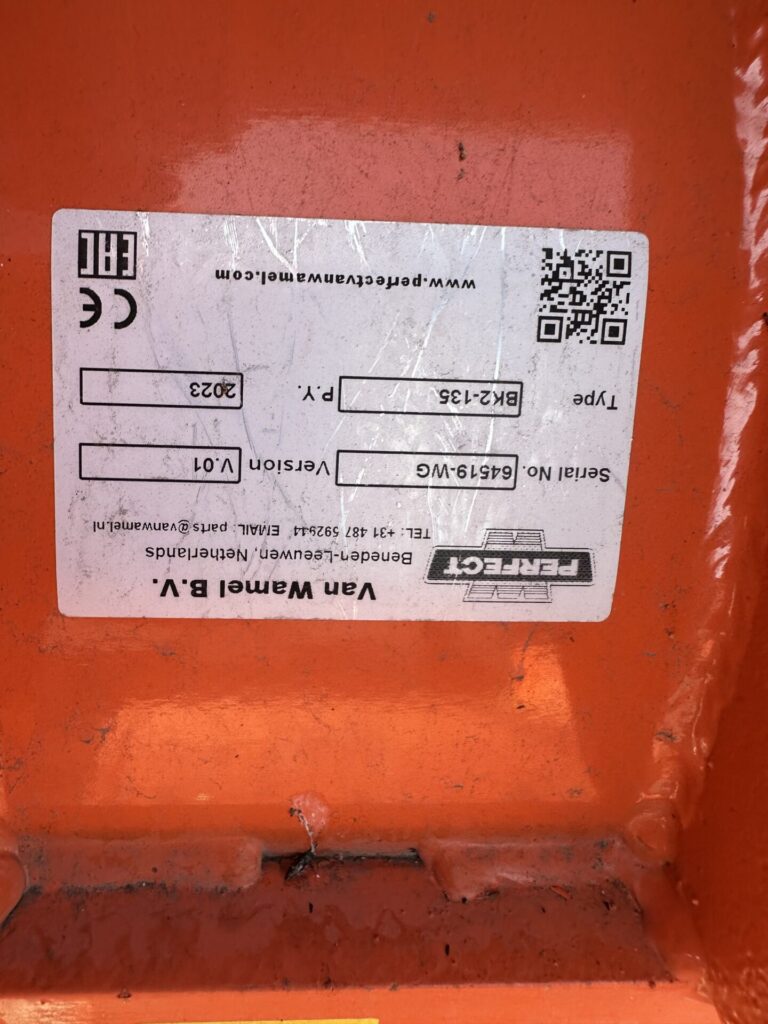 PERFECT
Van Wamel B.V.
Beneden-Leeuwen, Netherlands
TEL: +31 487 592944 EMAIL: parts@vanwamel.nl
Serial No. 64519-WG Version V.01
Type BK2-135 P.Y. 2023
CE
www.perfectvanwamel.com
EAC